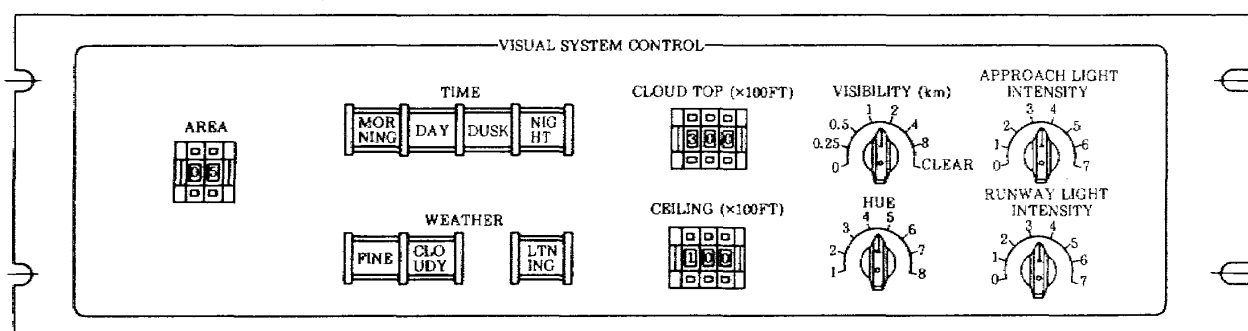 VISUAL SYSTEM CONTROL
AREA
05
TIME
MOR
NING
DAY
DUSK
NIG
HT
WEATHER
FINE
CLO
UDY
LTN
ING
CLOUD TOP (×100FT)
300
CEILING (×100FT)
100
VISIBILITY (km)
0
0.25
0.5
1
2
4
8
CLEAR
HUE
1
2
3
4
5
6
7
8
APPROACH LIGHT
INTENSITY
0
1
2
3
4
5
6
7
RUNWAY LIGHT
INTENSITY
0
1
2
3
4
5
6
7